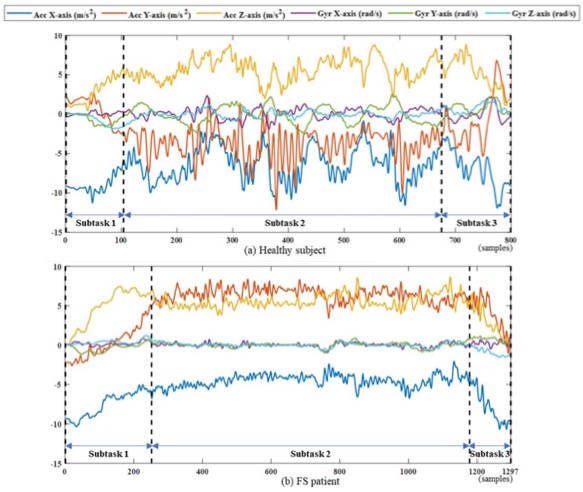 Acc X-axis (m/s²) Acc Y-axis (m/s²) Acc Z-axis (m/s²) Gyr X-axis (rad/s) Gyr Y-axis (rad/s) Gyr Z-axis (rad/s)
10
5
0
-5
-10
-15
Subtask 1 Subtask 2 Subtask 3
0 100 200 300 400 500 600 700 800
(a) Healthy subject (samples)
10
5
0
-5
-10
-15
Subtask 1 Subtask 2 Subtask 3
0 200 400 600 800 1000 1200 1297
(b) FS patient (samples)